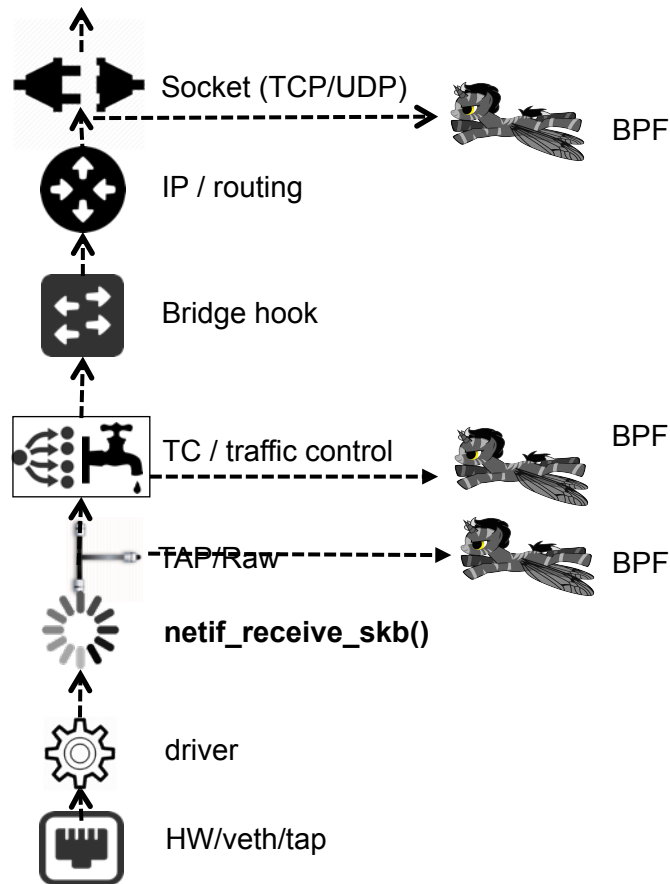 Socket (TCP/UDP)
BPF
IP / routing
Bridge hook
BPF
TC / traffic control
TAP/Raw
BPF
netif_receive_skb()
driver
HW/veth/tap